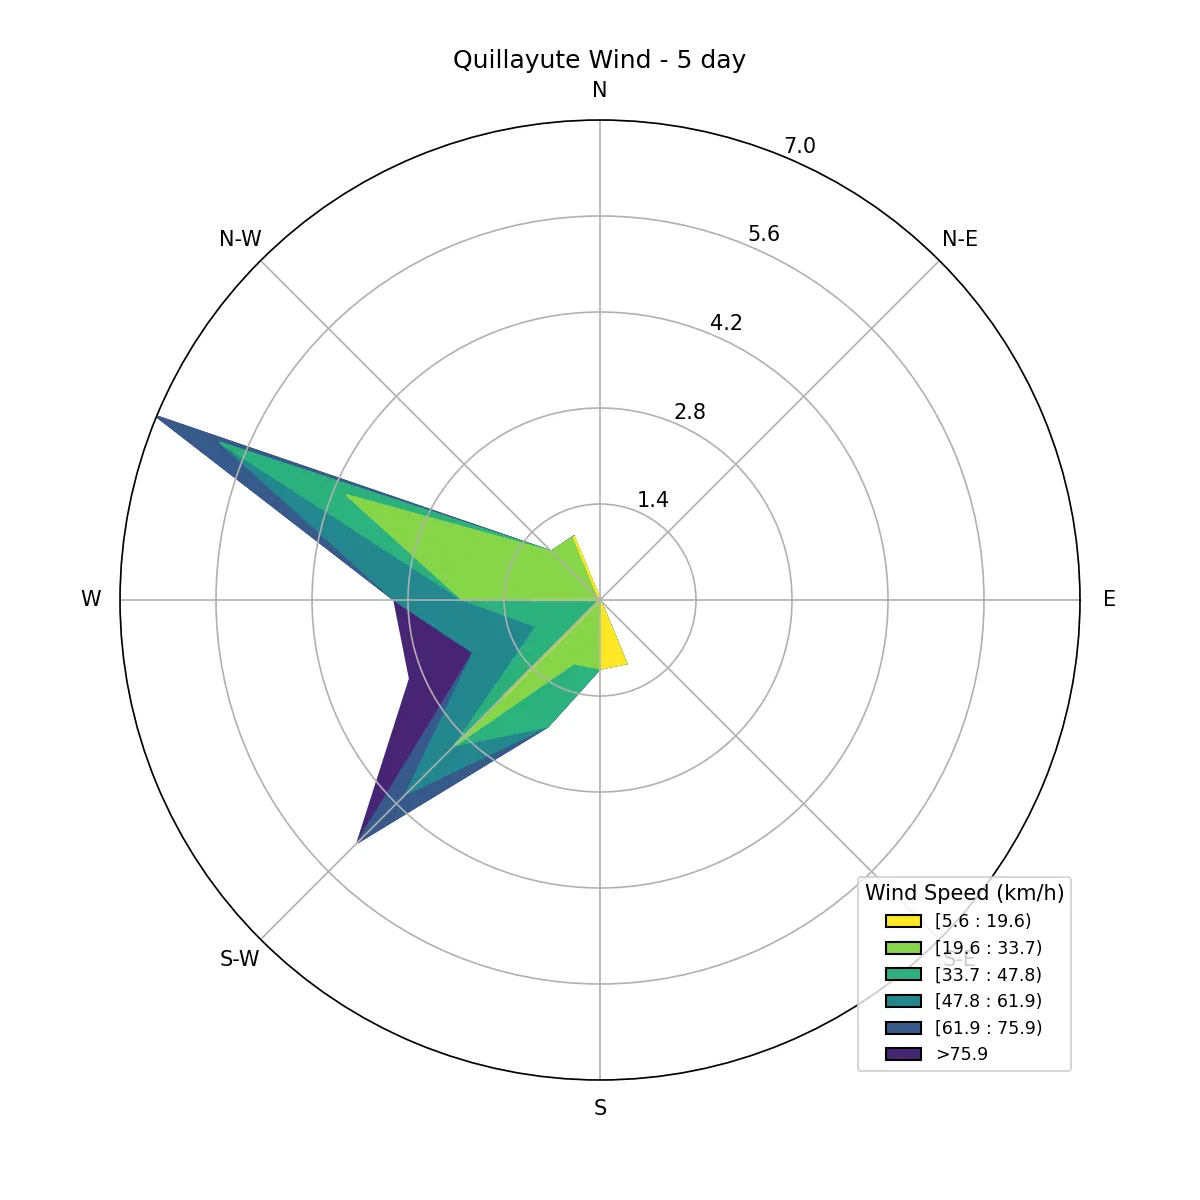 Quillayute Wind - 5 day
N
7.0
N-W
5.6
N-E
4.2
2.8
1.4
W
E
Wind Speed (km/h)
[5.6 : 19.6)
[19.6 : 33.7)
S-W
S-E
[33.7 : 47.8)
[47.8 : 61.9)
[61.9 : 75.9)
>75.9
S